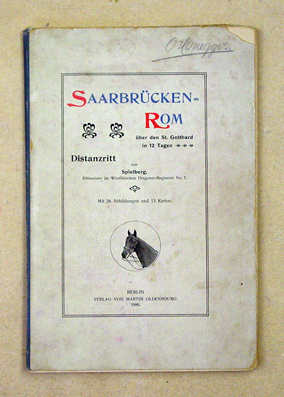 SAARBRÜCKEN-
ROM
über den St. Gotthard
in 12 Tagen
Distanzritt
von
Spielberg,
Rittmeister im Westfälischen Dragoner-Regiment No. 7.
Mit 26 Abbildungen und 13 Karten.
BERLIN
VERLAG VON MARTIN OLDENBOURG